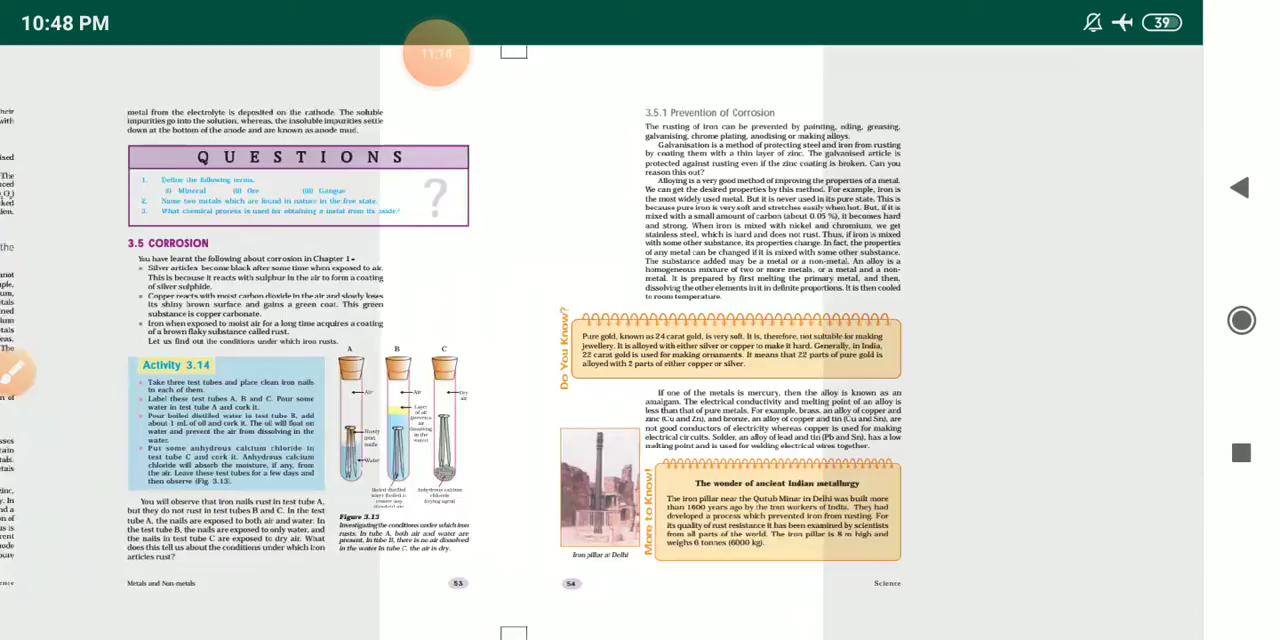 10:48 PM
39
11:16
metal from the electrolyte is deposited on the cathode. The soluble
impurities go into the solution, whereas, the insoluble impurities settle
down at the bottom of the anode and are known as anode mud.
QUESTIONS
1. Define the following terms.
(i) Mineral (ii) Ore (iii) Gangue
2. Name two metals which are found in nature in the free state.
3. What chemical process is used for obtaining a metal from its oxide?
?
3.5 CORROSION
You have learnt the following about corrosion in Chapter 1 –
Silver articles become black after some time when exposed to air.
This is because it reacts with sulphur in the air to form a coating
of silver sulphide.
Copper reacts with moist carbon dioxide in the air and slowly loses
its shiny brown surface and gains a green coat. This green
substance is copper carbonate.
Iron when exposed to moist air for a long time acquires a coating
of a brown flaky substance called rust.
Let us find out the conditions under which iron rusts.
Activity 3.14
Take three test tubes and place clean iron nails
in each of them.
Label these test tubes A, B and C. Pour some
water in test tube A and cork it.
Pour boiled distilled water in test tube B, add
about 1 mL of oil and cork it. The oil will float on
water and prevent the air from dissolving in the
water.
Put some anhydrous calcium chloride in
test tube C and cork it. Anhydrous calcium
chloride will absorb the moisture, if any, from
the air. Leave these test tubes for a few days and
then observe (Fig. 3.13).
A B C
Air
Air
Dry
air
Layer
of oil
prevents
air
dissolving
in the
water
Rusty
iron
nails
Water
Anhydrous calcium
chloride
(drying agent)
You will observe that iron nails rust in test tube A,
but they do not rust in test tubes B and C. In the test
tube A, the nails are exposed to both air and water. In
the test tube B, the nails are exposed to only water, and
the nails in test tube C are exposed to dry air. What
does this tell us about the conditions under which iron
articles rust?
Figure 3.13
Investigating the conditions under which iron
rusts. In tube A, both air and water are
present. In tube B, there is no air dissolved
in the water. In tube C, the air is dry.
Metals and Non-metals
53
3.5.1 Prevention of Corrosion
The rusting of iron can be prevented by painting, oiling, greasing,
galvanising, chrome plating, anodising or making alloys.
Galvanisation is a method of protecting steel and iron from rusting
by coating them with a thin layer of zinc. The galvanised article is
protected against rusting even if the zinc coating is broken. Can you
reason this out?
Alloying is a very good method of improving the properties of a metal.
We can get the desired properties by this method. For example, iron is
the most widely used metal. But it is never used in its pure state. This is
because pure iron is very soft and stretches easily when hot. But, if it is
mixed with a small amount of carbon (about 0.05 %), it becomes hard
and strong. When iron is mixed with nickel and chromium, we get
stainless steel, which is hard and does not rust. Thus, if iron is mixed
with some other substance, its properties change. In fact, the properties
of any metal can be changed if it is mixed with some other substance.
The substance added may be a metal or a non-metal. An alloy is a
homogeneous mixture of two or more metals, or a metal and a non-
metal. It is prepared by first melting the primary metal, and then,
dissolving the other elements in it in definite proportions. It is then cooled
to room temperature.
Do You Know?
Pure gold, known as 24 carat gold, is very soft. It is, therefore, not suitable for making
jewellery. It is alloyed with either silver or copper to make it hard. Generally, in India,
22 carat gold is used for making ornaments. It means that 22 parts of pure gold is
alloyed with 2 parts of either copper or silver.
If one of the metals is mercury, then the alloy is known as an
amalgam. The electrical conductivity and melting point of an alloy is
less than that of pure metals. For example, brass, an alloy of copper and
zinc (Cu and Zn), and bronze, an alloy of copper and tin (Cu and Sn), are
not good conductors of electricity whereas copper is used for making
electrical circuits. Solder, an alloy of lead and tin (Pb and Sn), has a low
melting point and is used for welding electrical wires together.
Iron pillar at Delhi
More to Know!
The wonder of ancient Indian metallurgy
The iron pillar near the Qutub Minar in Delhi was built more
than 1600 years ago by the iron workers of India. They had
developed a process which prevented iron from rusting. For
its quality of rust resistance it has been examined by scientists
from all parts of the world. The iron pillar is 8 m high and
weighs 6 tonnes (6000 kg).
54
Science